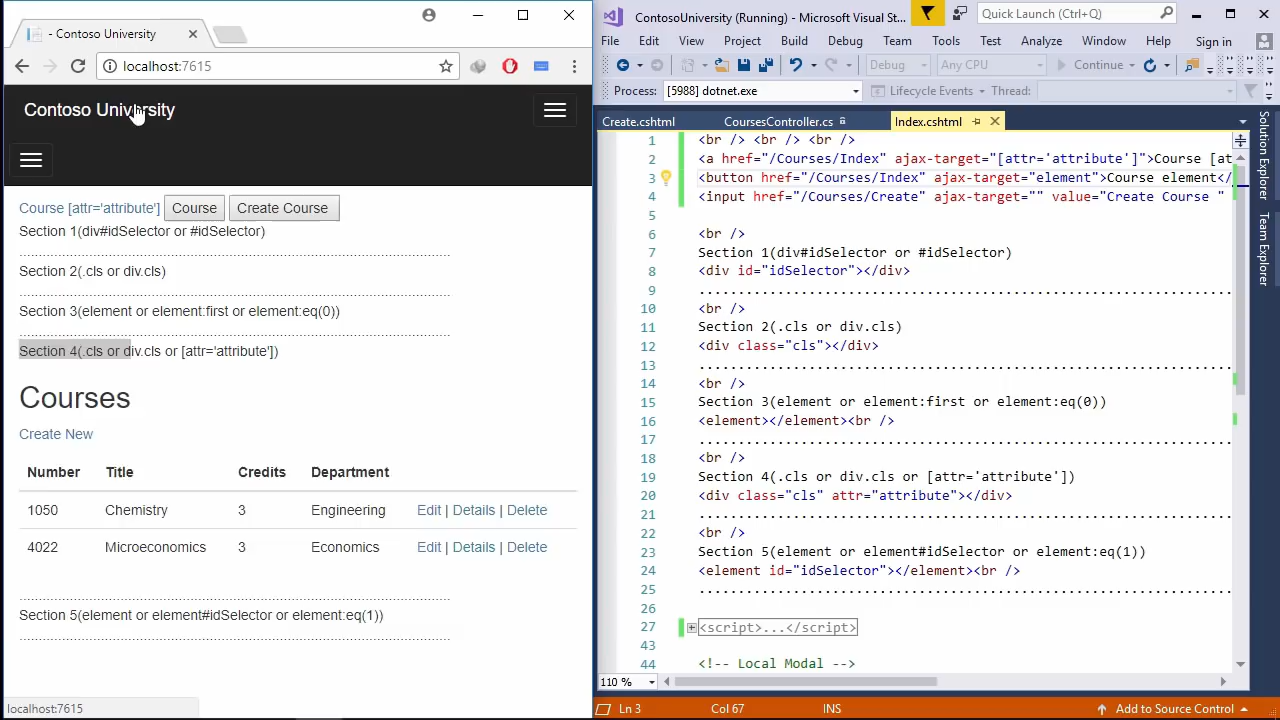 - Contoso University
localhost:7615
Contoso University
Course [attr='attribute'] Course Create Course
Section 1(div#idSelector or #idSelector)
Section 2(.cls or div.cls)
Section 3(element or element:first or element:eq(0))
Section 4(.cls or div.cls or [attr='attribute'])
Courses
Create New
Number Title Credits Department
1050 Chemistry 3 Engineering Edit | Details | Delete
4022 Microeconomics 3 Economics Edit | Details | Delete
Section 5(element or element#idSelector or element:eq(1))
localhost:7615
ContosoUniversity (Running) - Microsoft Visual St...
Quick Launch (Ctrl+Q)
File Edit View Project Build Debug Team Tools Test Analyze Window Help Sign in
Debug Any CPU Continue
Process: [5988] dotnet.exe Lifecycle Events Thread:
Create.cshtml CoursesController.cs Index.cshtml
1 <br /> <br /> <br />
2 <a href="/Courses/Index" ajax-target="[attr='attribute']">Course [at
3 <button href="/Courses/Index" ajax-target="element">Course element</
4 <input href="/Courses/Create" ajax-target="" value="Create Course "
5
6 <br />
7 Section 1(div#idSelector or #idSelector)
8 <div id="idSelector"></div>
9 ......................................................................
10 <br />
11 Section 2(.cls or div.cls)
12 <div class="cls"></div>
13 ......................................................................
14 <br />
15 Section 3(element or element:first or element:eq(0))
16 <element></element><br />
17 ......................................................................
18 <br />
19 Section 4(.cls or div.cls or [attr='attribute'])
20 <div class="cls" attr="attribute"></div>
21 ......................................................................
22 <br />
23 Section 5(element or element#idSelector or element:eq(1))
24 <element id="idSelector"></element><br />
25 ......................................................................
26
27 <script>...</script>
43
44 <!-- Local Modal -->
110 %
Ln 3 Col 67 INS Add to Source Control
Solution Explorer
Team Explorer